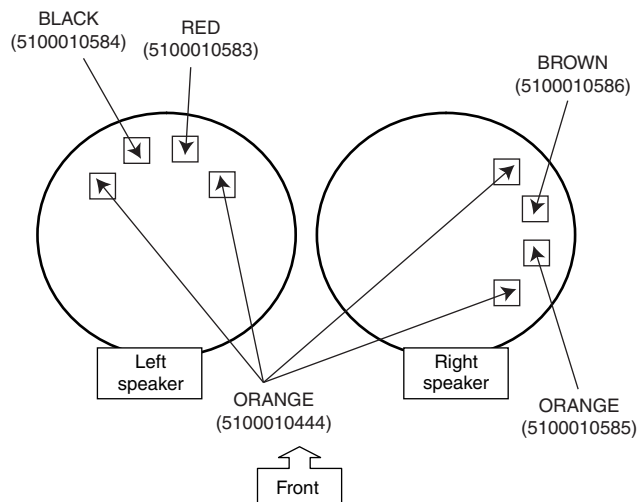 BLACK
(5100010584)
RED
(5100010583)
BROWN
(5100010586)
Left
speaker
Right
speaker
ORANGE
(5100010444)
ORANGE
(5100010585)
Front